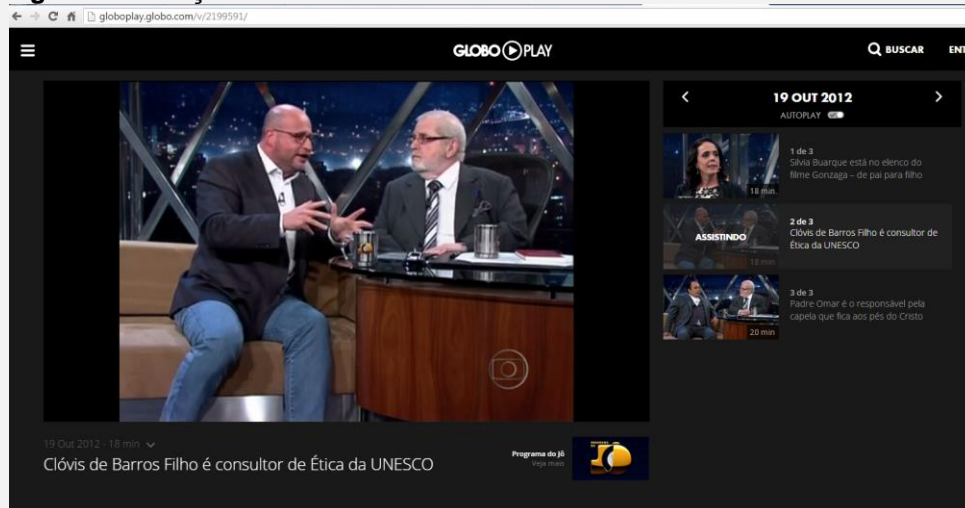 globoplay.globo.com/v/2199591/
GLOBO PLAY
BUSCAR
19 OUT 2012
AUTOPLAY
1 de 3
Silvia Buarque está no elenco do
filme Gonzaga – de pai para filho
18 min
2 de 3
ASSISTINDO
Clóvis de Barros Filho é consultor de
Ética da UNESCO
18 min
3 de 3
Padre Omar é o responsável pela
capela que fica aos pés do Cristo
20 min
19 Out 2012 - 18 min
Clóvis de Barros Filho é consultor de Ética da UNESCO
Programa do Jô
Veja mais